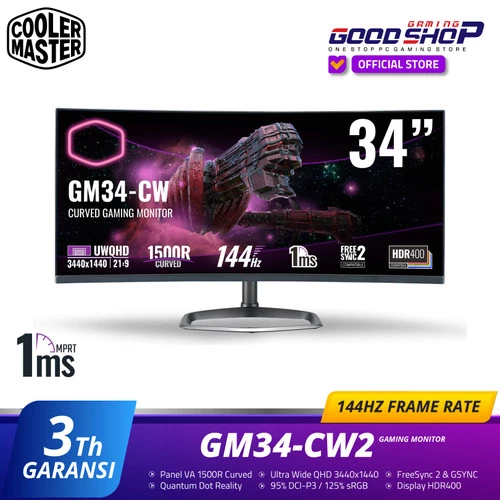 COOLER
MASTER
GAMING
GOODSHOP
ONE STOP PC GAMING STORE
OFFICIAL STORE
34”
GM34-CW
CURVED GAMING MONITOR
UWQHD
3440x1440 | 21:9
1500R
CURVED
144Hz
1ms
FREE
SYNC 2
COMPATIBLE
HDR400
1ms MPRT
144HZ FRAME RATE
3Th
GARANSI
GM34-CW2 GAMING MONITOR
• Panel VA 1500R Curved • Ultra Wide QHD 3440x1440 • FreeSync 2 & GSYNC
• Quantum Dot Reality • 95% DCI-P3 / 125% sRGB • Display HDR400